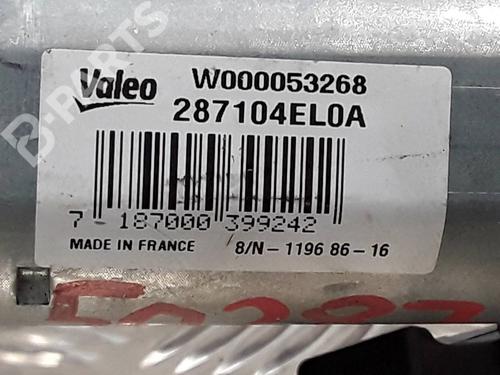 Valeo W000053268
287104EL0A
7 187000 399242
MADE IN FRANCE 8/N-1196 86-16
B-PARTS